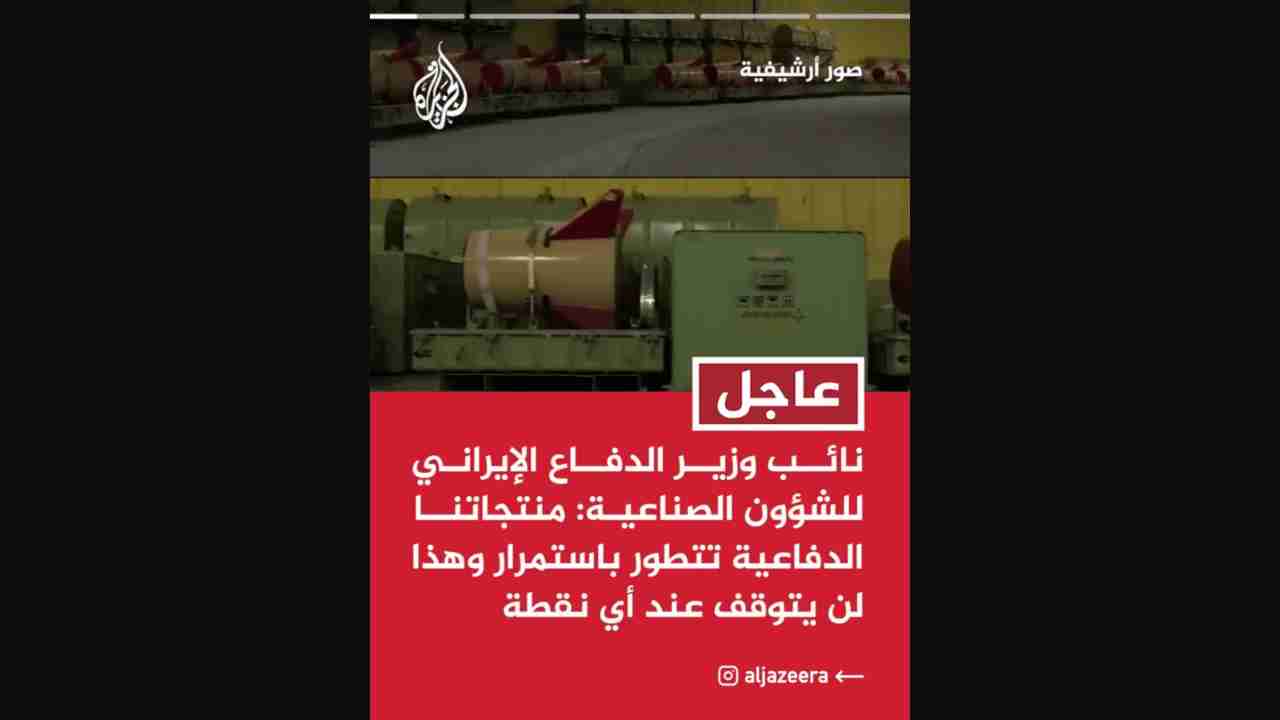 صور أرشيفية
الجزيرة
عاجل
نائب وزير الدفاع الإيراني
للشؤون الصناعية: منتجاتنا
الدفاعية تتطور باستمرار وهذا
لن يتوقف عند أي نقطة
aljazeera